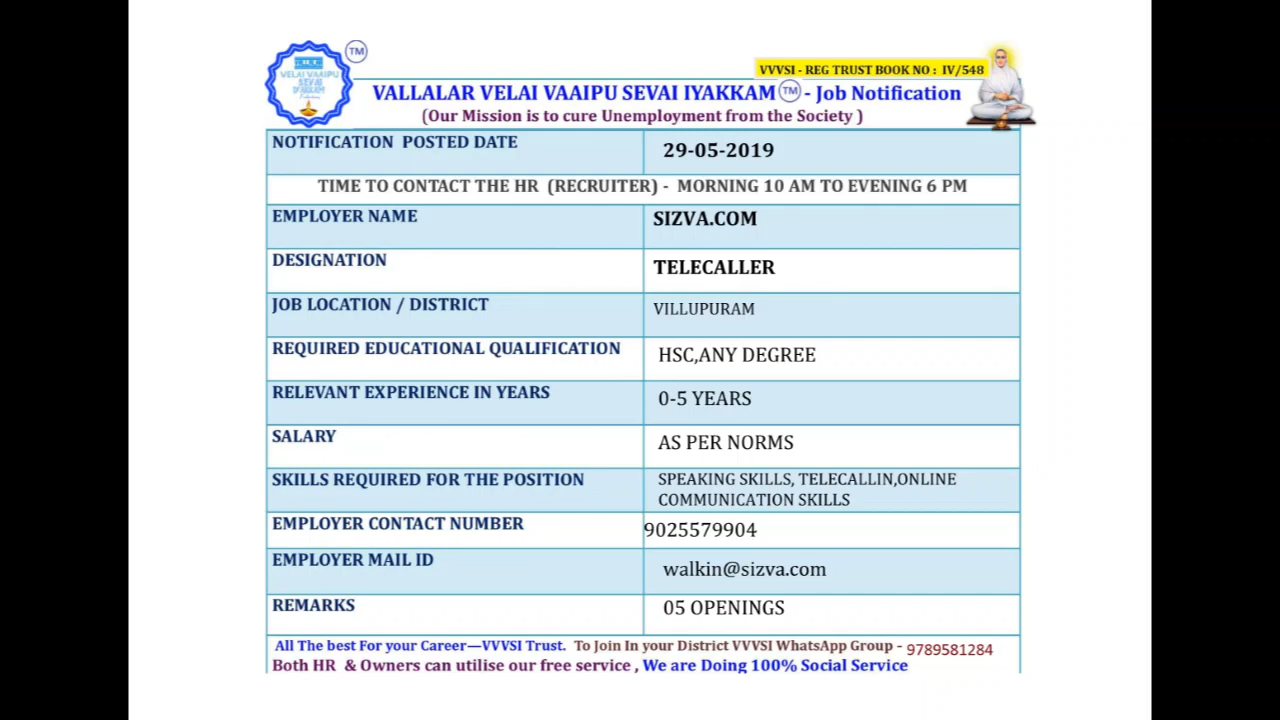 TM
VELAI VAAIPU
SEVAI
IYAKKAM
VVVSI - REG TRUST BOOK NO : IV/548
VALLALAR VELAI VAAIPU SEVAI IYAKKAM TM - Job Notification
(Our Mission is to cure Unemployment from the Society )
NOTIFICATION POSTED DATE 29-05-2019
TIME TO CONTACT THE HR (RECRUITER) - MORNING 10 AM TO EVENING 6 PM
EMPLOYER NAME SIZVA.COM
DESIGNATION TELECALLER
JOB LOCATION / DISTRICT VILLUPURAM
REQUIRED EDUCATIONAL QUALIFICATION HSC,ANY DEGREE
RELEVANT EXPERIENCE IN YEARS 0-5 YEARS
SALARY AS PER NORMS
SKILLS REQUIRED FOR THE POSITION SPEAKING SKILLS, TELECALLIN,ONLINE
COMMUNICATION SKILLS
EMPLOYER CONTACT NUMBER 9025579904
EMPLOYER MAIL ID walkin@sizva.com
REMARKS 05 OPENINGS
All The best For your Career—VVVSI Trust. To Join In your District VVVSI WhatsApp Group - 9789581284
Both HR & Owners can utilise our free service , We are Doing 100% Social Service